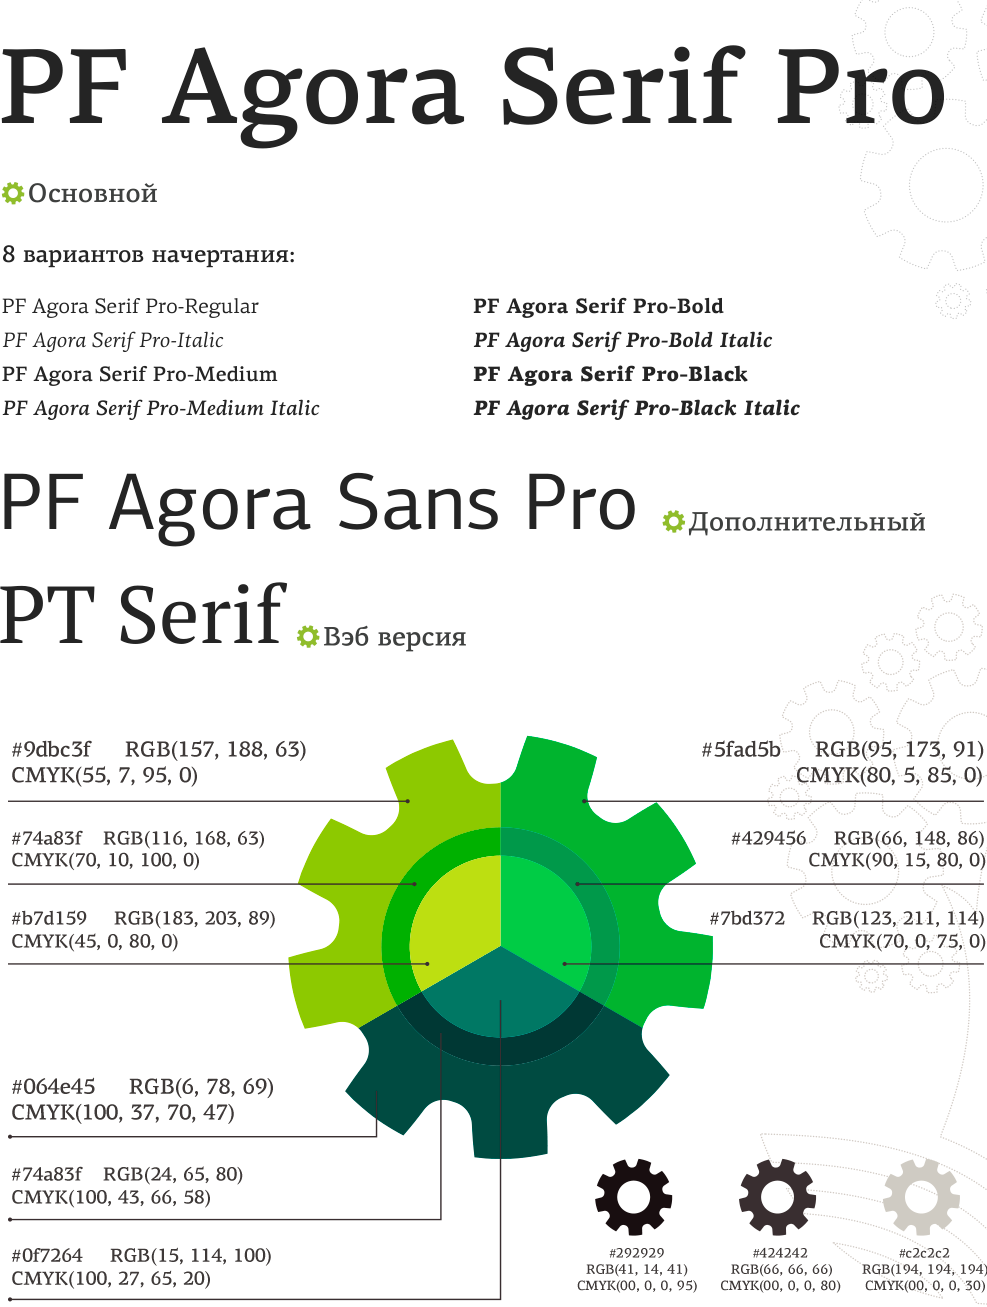 PF Agora Serif Pro
Основной
8 вариантов начертания:
PF Agora Serif Pro-Regular
PF Agora Serif Pro-Italic
PF Agora Serif Pro-Medium
PF Agora Serif Pro-Medium Italic
PF Agora Serif Pro-Bold
PF Agora Serif Pro-Bold Italic
PF Agora Serif Pro-Black
PF Agora Serif Pro-Black Italic
PF Agora Sans Pro
Дополнительный
PT Serif
Вэб версия
#9dbc3f RGB(157, 188, 63)
CMYK(55, 7, 95, 0)
#74a83f RGB(116, 168, 63)
CMYK(70, 10, 100, 0)
#b7d159 RGB(183, 203, 89)
CMYK(45, 0, 80, 0)
#5fad5b RGB(95, 173, 91)
CMYK(80, 5, 85, 0)
#429456 RGB(66, 148, 86)
CMYK(90, 15, 80, 0)
#7bd372 RGB(123, 211, 114)
CMYK(70, 0, 75, 0)
#064e45 RGB(6, 78, 69)
CMYK(100, 37, 70, 47)
#74a83f RGB(24, 65, 80)
CMYK(100, 43, 66, 58)
#0f7264 RGB(15, 114, 100)
CMYK(100, 27, 65, 20)
#292929
RGB(41, 14, 41)
CMYK(00, 0, 0, 95)
#424242
RGB(66, 66, 66)
CMYK(00, 0, 0, 80)
#c2c2c2
RGB(194, 194, 194)
CMYK(00, 0, 0, 30)